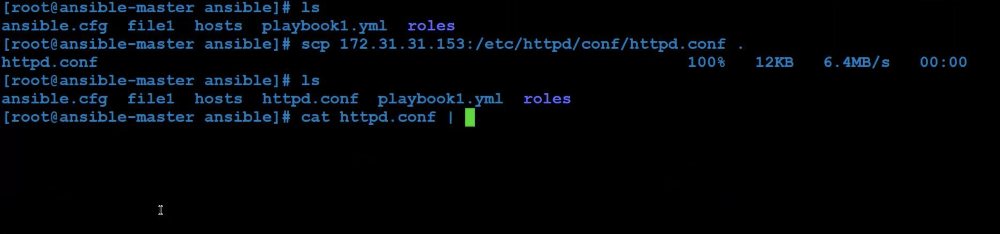 [root@ansible-master ansible]# ls
ansible.cfg  file1  hosts  playbook1.yml  roles
[root@ansible-master ansible]# scp 172.31.31.153:/etc/httpd/conf/httpd.conf .
httpd.conf                                                             100%   12KB   6.4MB/s   00:00
[root@ansible-master ansible]# ls
ansible.cfg  file1  hosts  httpd.conf  playbook1.yml  roles
[root@ansible-master ansible]# cat httpd.conf |